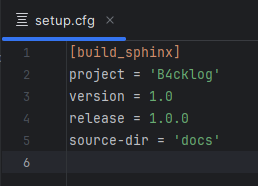 setup.cfg
1 [build_sphinx]
2 project = 'B4cklog'
3 version = 1.0
4 release = 1.0.0
5 source-dir = 'docs'
6